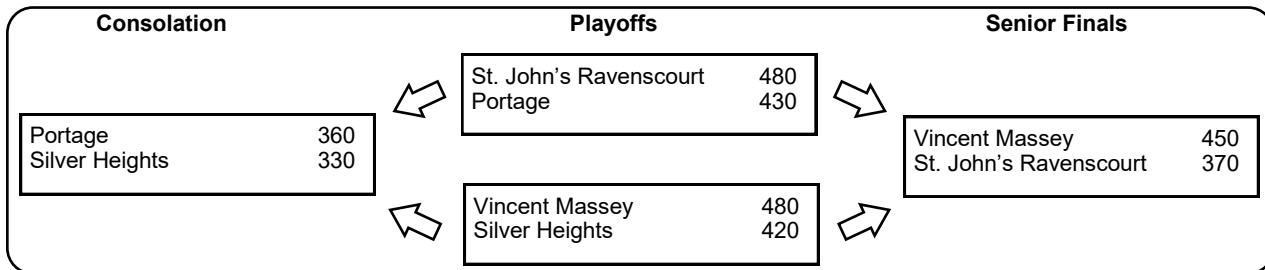 Consolation
Playoffs
Senior Finals
St. John's Ravenscourt 480
Portage 430
Portage 360
Silver Heights 330
Vincent Massey 450
St. John's Ravenscourt 370
Vincent Massey 480
Silver Heights 420